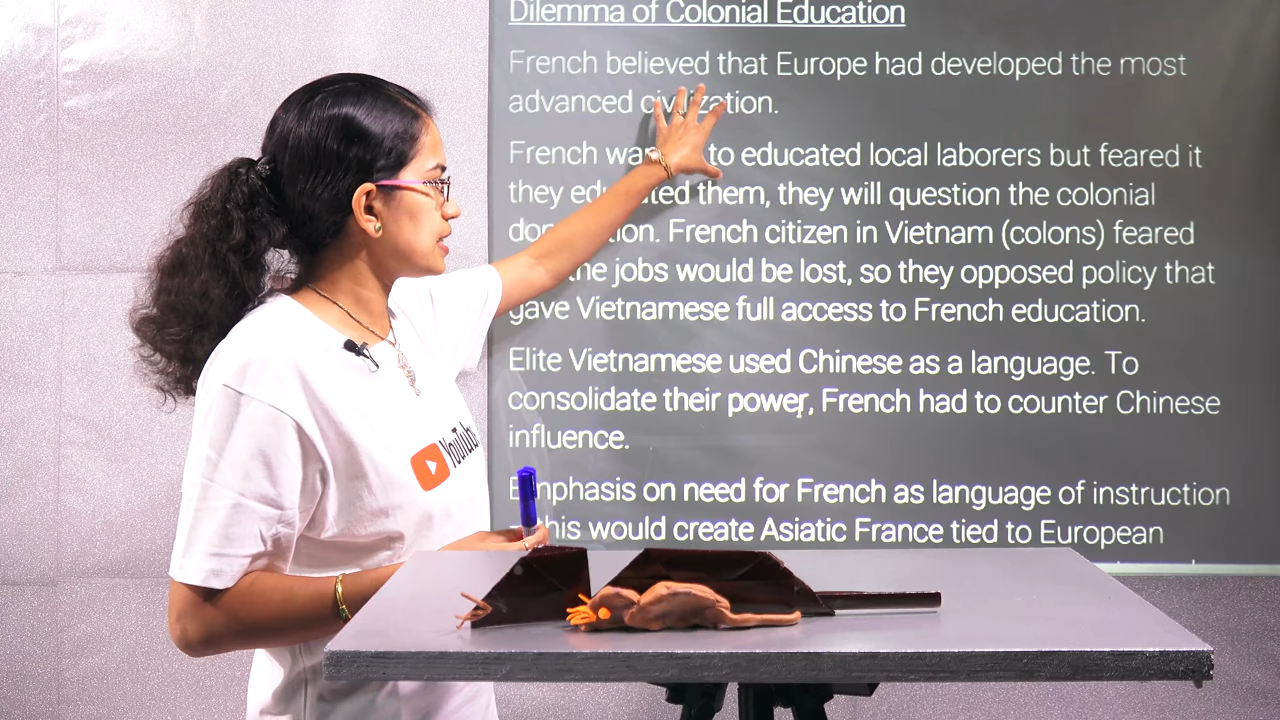 Dilemma of Colonial Education
French believed that Europe had developed the most
advanced civilization.
French to educated local laborers but feared it
they them, they will question the colonial
French citizen in Vietnam (colons) feared
the jobs would be lost, so they opposed policy that
gave Vietnamese full access to French education.
Elite Vietnamese used Chinese as a language. To
consolidate their power, French had to counter Chinese
influence.
Emphasis on need for French as language of instruction
this would create Asiatic France tied to European
YouTube